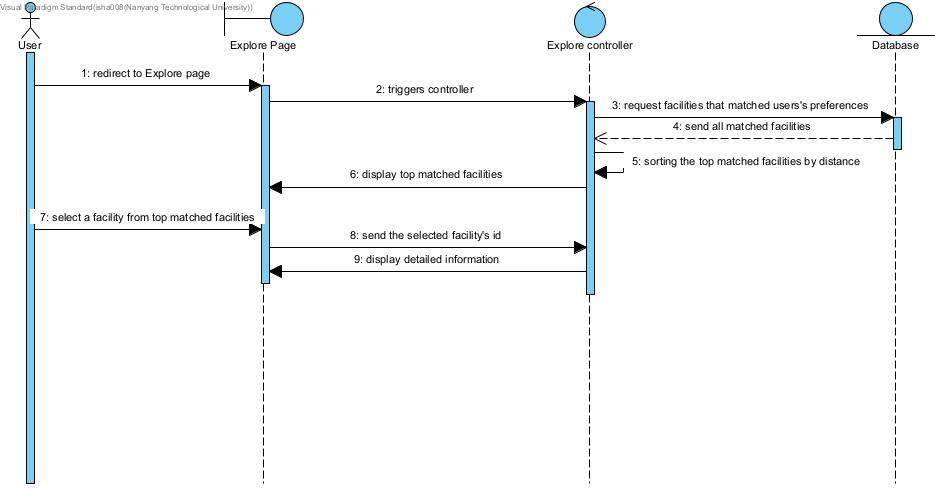 Visual Paradigm Standard(isha008(Nanyang Technological University))
User
Explore Page
Explore controller
Database
1: redirect to Explore page
2: triggers controller
3: request facilities that matched users's preferences
4: send all matched facilities
5: sorting the top matched facilities by distance
6: display top matched facilities
7: select a facility from top matched facilities
8: send the selected facility's id
9: display detailed information